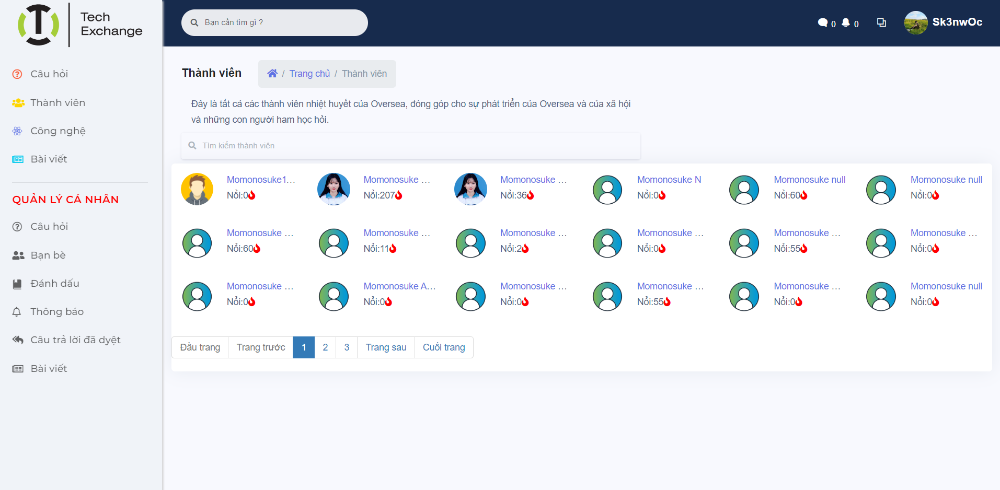 Tech
Exchange
Bạn cần tìm gì ?
0 0
Sk3nwOc
Câu hỏi
Thành viên
Công nghệ
Bài viết
QUẢN LÝ CÁ NHÂN
Câu hỏi
Bạn bè
Đánh dấu
Thông báo
Câu trả lời đã dyệt
Bài viết
Thành viên
/ Trang chủ / Thành viên
Đây là tất cả các thành viên nhiệt huyết của Oversea, đóng góp cho sự phát triển của Oversea và của xã hội
và những con người ham học hỏi.
Tìm kiếm thành viên
Momonosuke1...
Nổi:0
Momonosuke ...
Nổi:207
Momonosuke ...
Nổi:36
Momonosuke N
Nổi:0
Momonosuke null
Nổi:60
Momonosuke null
Nổi:0
Momonosuke ...
Nổi:60
Momonosuke ...
Nổi:11
Momonosuke ...
Nổi:2
Momonosuke ...
Nổi:0
Momonosuke ...
Nổi:55
Momonosuke ...
Nổi:0
Momonosuke ...
Nổi:0
Momonosuke A...
Nổi:0
Momonosuke ...
Nổi:0
Momonosuke ...
Nổi:55
Momonosuke ...
Nổi:0
Momonosuke null
Nổi:0
Đầu trang Trang trước 1 2 3 Trang sau Cuối trang